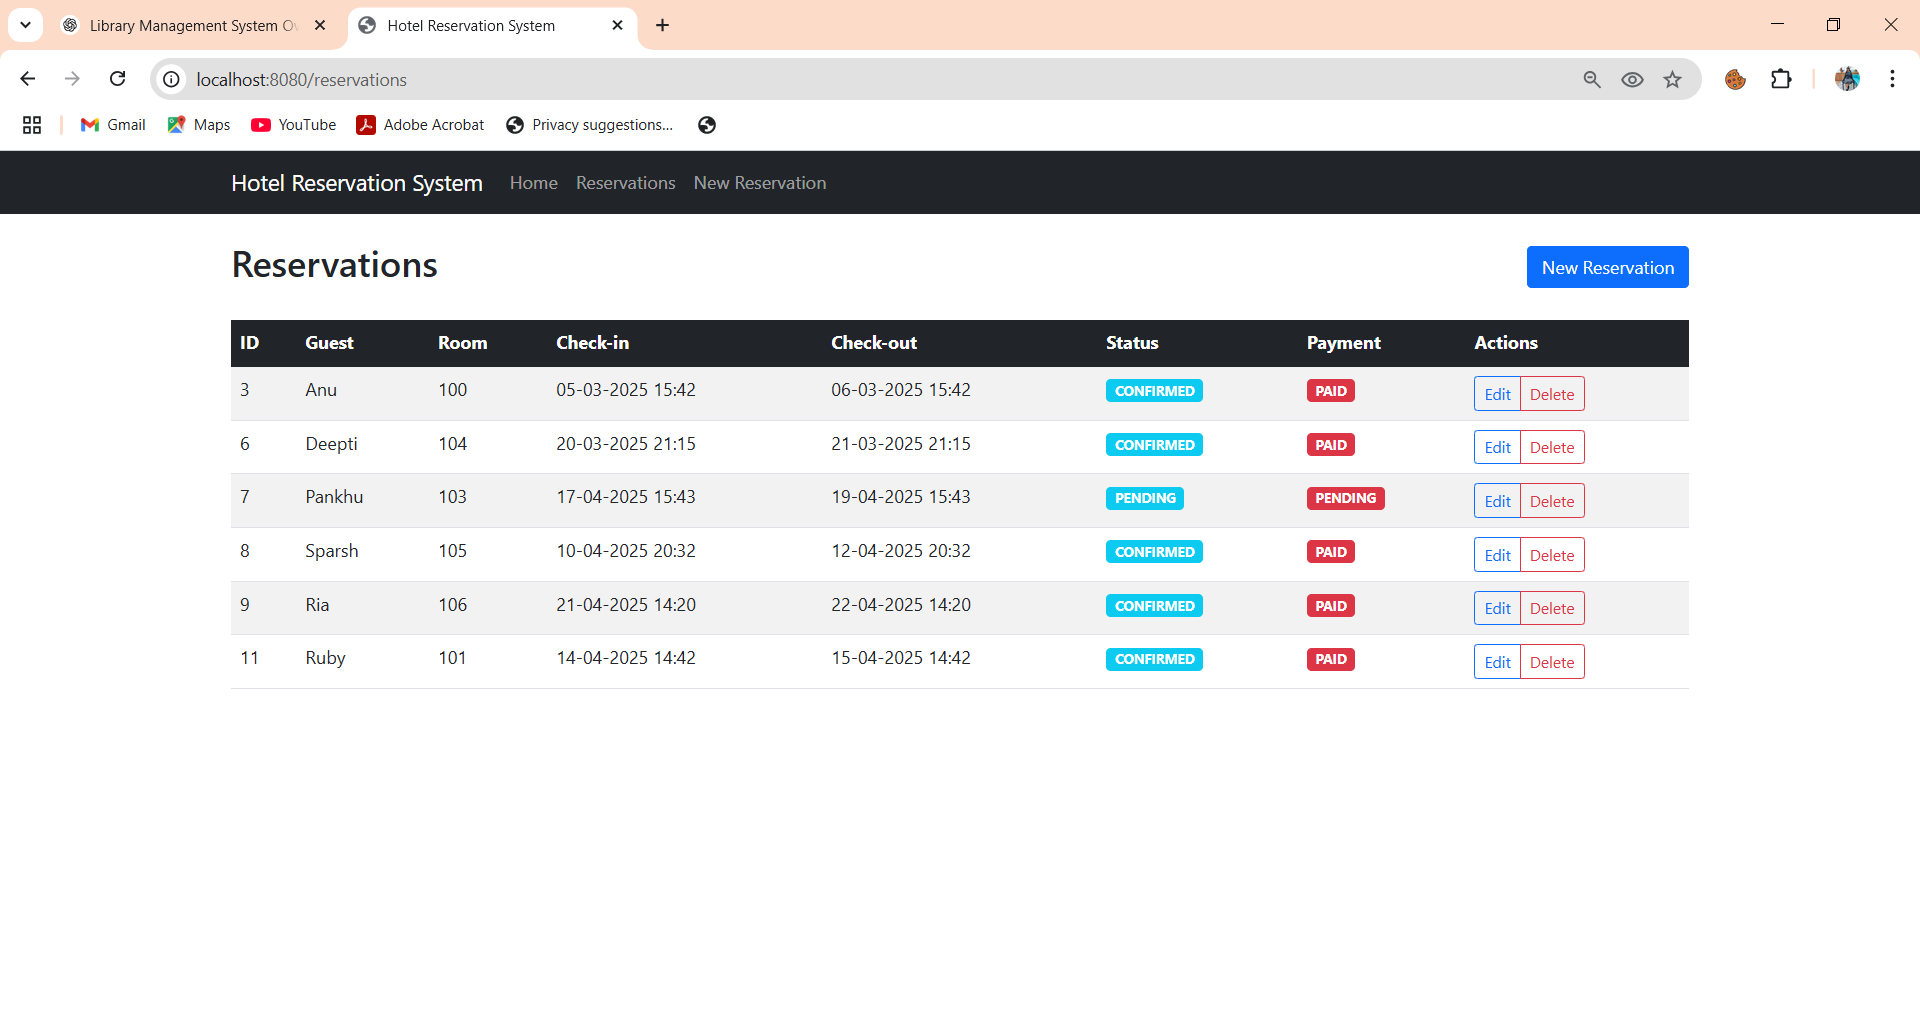 Library Management System Ov
Hotel Reservation System
localhost:8080/reservations
Gmail Maps YouTube Adobe Acrobat Privacy suggestions...
Hotel Reservation System Home Reservations New Reservation
Reservations
New Reservation
ID Guest Room Check-in Check-out Status Payment Actions
3 Anu 100 05-03-2025 15:42 06-03-2025 15:42 CONFIRMED PAID Edit Delete
6 Deepti 104 20-03-2025 21:15 21-03-2025 21:15 CONFIRMED PAID Edit Delete
7 Pankhu 103 17-04-2025 15:43 19-04-2025 15:43 PENDING PENDING Edit Delete
8 Sparsh 105 10-04-2025 20:32 12-04-2025 20:32 CONFIRMED PAID Edit Delete
9 Ria 106 21-04-2025 14:20 22-04-2025 14:20 CONFIRMED PAID Edit Delete
11 Ruby 101 14-04-2025 14:42 15-04-2025 14:42 CONFIRMED PAID Edit Delete